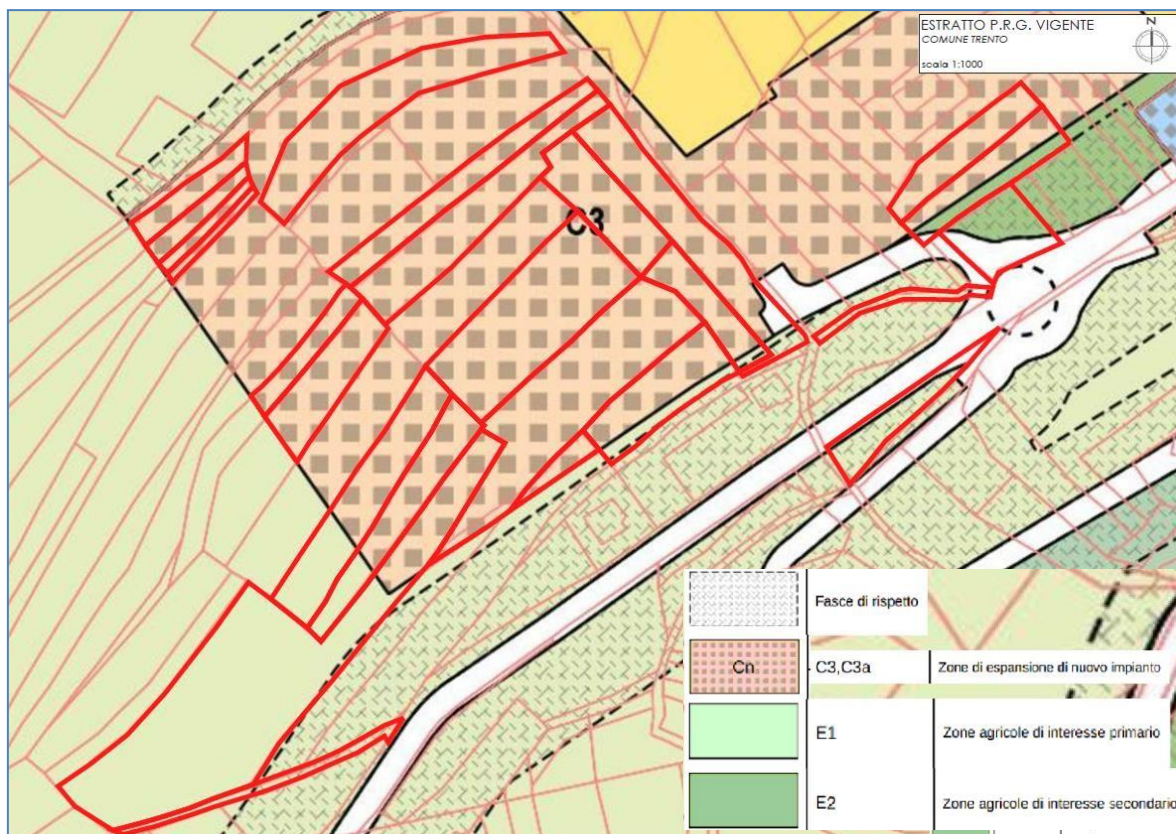 ESTRATTO P.R.G. VIGENTE
COMUNE TRENTO
scala 1:1000
N
C3
Fasce di rispetto
Cn
C3,C3a
Zone di espansione di nuovo impianto
E1
Zone agricole di interesse primario
E2
Zone agricole di interesse secondario